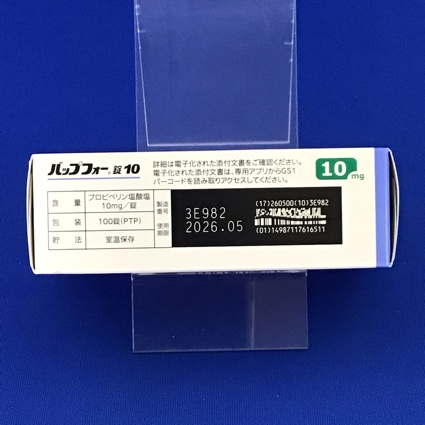 バップフォー®錠10
詳細は電子化された添付文書をご確認ください。
電子化された添付文書は、専用アプリからGS1
バーコードを読み取りアクセスしてください。
10mg
含量 プロピベリン塩酸塩
10mg/錠
包装 100錠(PTP)
貯法 室温保存
製造番号 3E982
使用期限 2026.05
(17)260500(10)3E982
(01)14987117616511